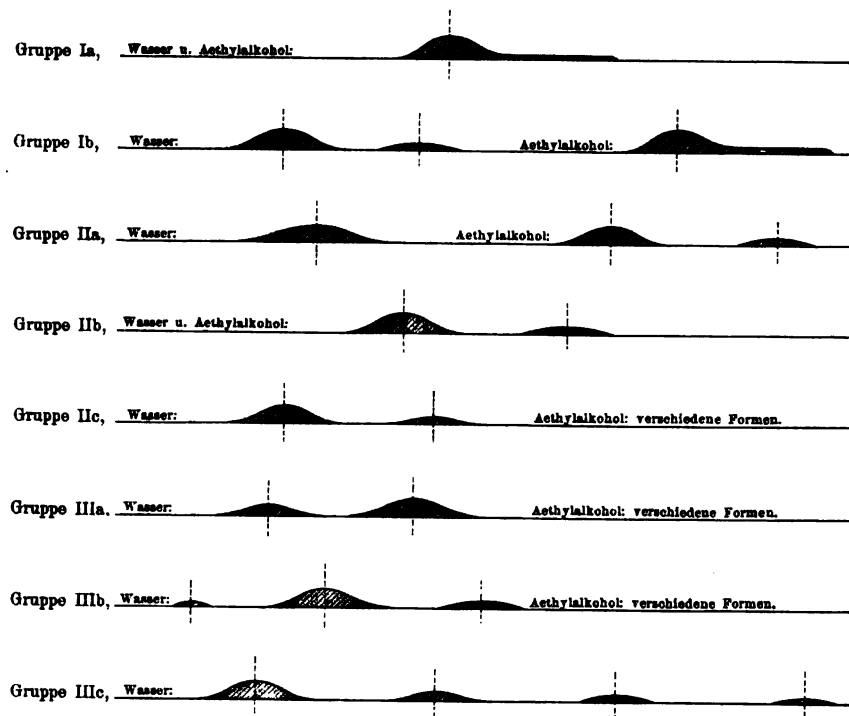 Gruppe Ia, Wasser u. Aethylalkohol:
Gruppe Ib, Wasser: Aethylalkohol:
Gruppe IIa, Wasser: Aethylalkohol:
Gruppe IIb, Wasser u. Aethylalkohol:
Gruppe IIc, Wasser: Aethylalkohol: verschiedene Formen.
Gruppe IIIa, Wasser: Aethylalkohol: verschiedene Formen.
Gruppe IIIb, Wasser: Aethylalkohol: verschiedene Formen.
Gruppe IIIc, Wasser: